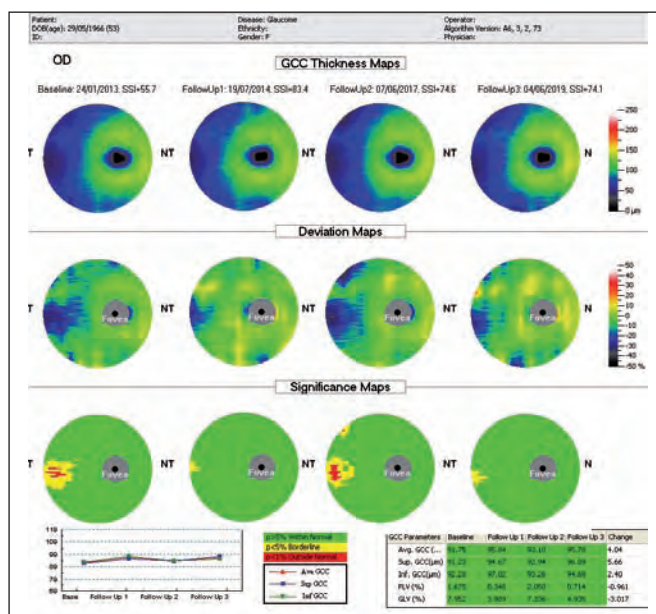 Patient:
DOB(age): 29/05/1966 (53)
ID:
Disease: Glaucoma
Ethnicity:
Gender: F
Operator:
Algorithm Version: A6, 3, 2, 73
Physician:
OD
GCC Thickness Maps
Baseline: 24/01/2013, SSI=55.7
FollowUp1: 19/07/2014, SSI=83.4
FollowUp2: 07/06/2017, SSI=74.6
FollowUp3: 04/06/2019, SSI=74.1
T NT NT NT N
250
200
150
100
50
0 µm
Deviation Maps
Fovea Fovea Fovea Fovea
T NT NT NT N
50
40
30
20
10
0
-10
-20
-30
-40
-50 %
Significance Maps
Fovea Fovea Fovea Fovea
T NT NT NT N
Base Follow Up 1 Follow Up 2 Follow Up 3
p>5% Within Normal
p<5% Borderline
p<1% Outside Normal
Avg GCC
Sup GCC
Inf GCC
GCC Parameters Baseline Follow Up 1 Follow Up 2 Follow Up 3 Change
Avg. GCC (... 4.04
Sup. GCC(µm) 5.66
Inf. GCC(µm) 2.40
FLV (%) -0.961
GLV (%) -3.017